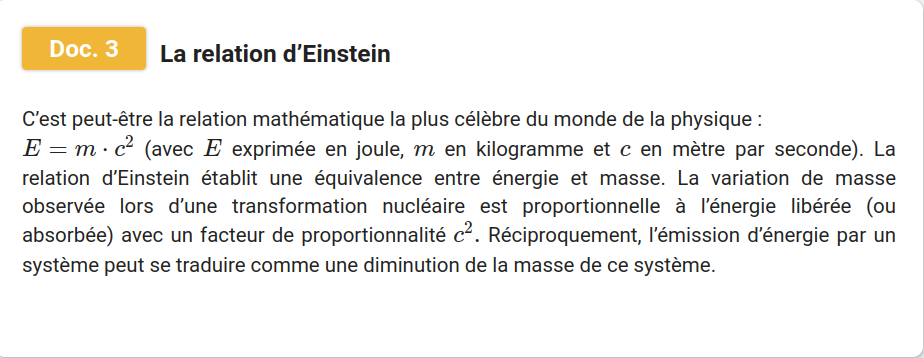 Doc. 3
La relation d’Einstein
C’est peut-être la relation mathématique la plus célèbre du monde de la physique :
E = m · c² (avec E exprimée en joule, m en kilogramme et c en mètre par seconde). La
relation d’Einstein établit une équivalence entre énergie et masse. La variation de masse
observée lors d’une transformation nucléaire est proportionnelle à l’énergie libérée (ou
absorbée) avec un facteur de proportionnalité c². Réciproquement, l’émission d’énergie par un
système peut se traduire comme une diminution de la masse de ce système.